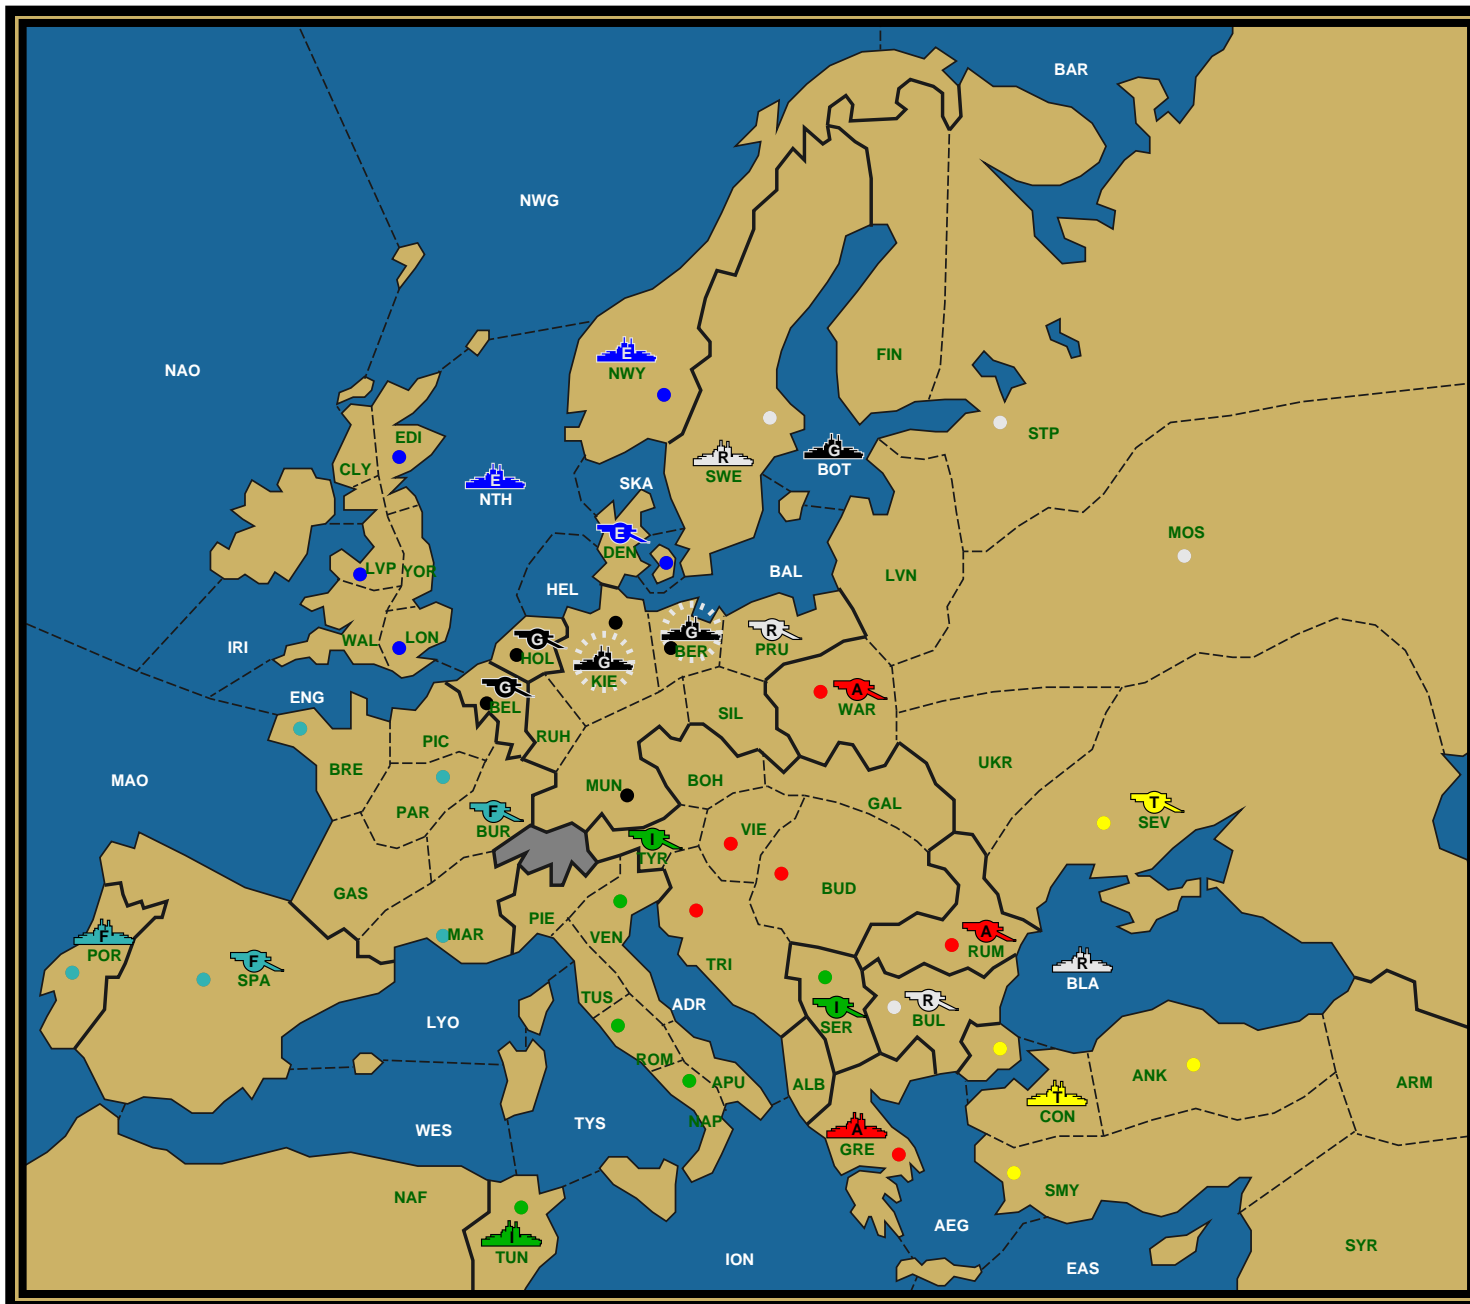 BAR
NWG
NAO
FIN
E
NWY
EDI
STP
CLY
R
SWE
G
BOT
E
NTH
SKA
E
DEN
MOS
LVP
YOR
BAL
LVN
HEL
IRI
WAL
LON
G
HOL
G
KIE
G
BER
R
PRU
ENG
G
BEL
A
WAR
SIL
PIC
RUH
BRE
UKR
MAO
MUN
BOH
GAL
T
SEV
PAR
F
BUR
VIE
I
TYR
BUD
GAS
PIE
VEN
MAR
F
POR
F
SPA
TRI
A
RUM
R
BLA
TUS
ADR
I
SER
R
BUL
LYO
ROM
APU
ALB
ANK
ARM
T
CON
WES
TYS
NAP
A
GRE
NAF
SMY
AEG
I
TUN
ION
EAS
SYR